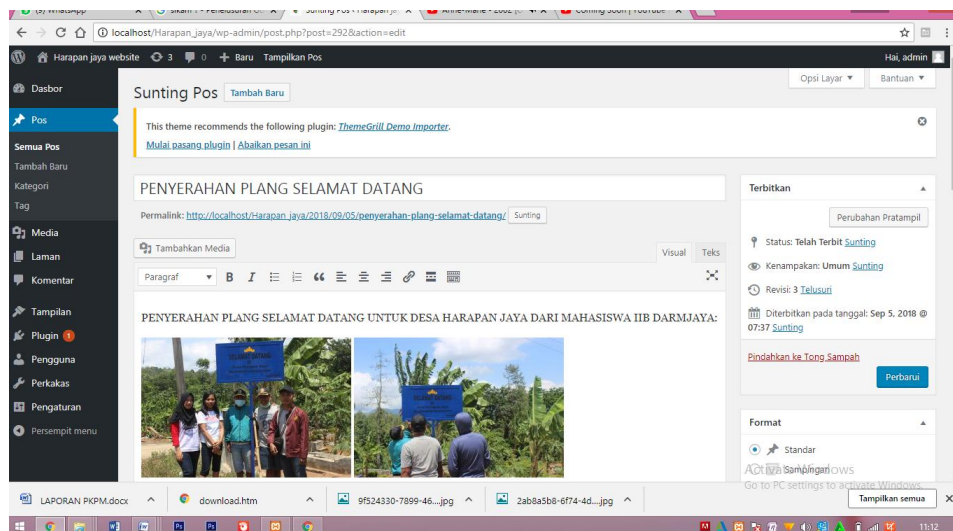 (9) WhatsApp
Sunting Pos ‹ Harapan ja
Anne-Marie - 2002
Coming Soon | YouTube
localhost/Harapan_jaya/wp-admin/post.php?post=292&action=edit
Harapan jaya website 3 0 + Baru Tampilkan Pos Hai, admin
Opsi Layar Bantuan
Dasbor
Pos
Semua Pos
Tambah Baru
Kategori
Tag
Media
Laman
Komentar
Tampilan
Plugin 1
Pengguna
Perkakas
Pengaturan
Persempit menu
Sunting Pos Tambah Baru
This theme recommends the following plugin: ThemeGrill Demo Importer.
Mulai pasang plugin | Abaikan pesan ini
PENYERAHAN PLANG SELAMAT DATANG
Permalink: http://localhost/Harapan_jaya/2018/09/05/penyerahan-plang-selamat-datang/ Sunting
Tambahkan Media
Visual Teks
Paragraf
PENYERAHAN PLANG SELAMAT DATANG UNTUK DESA HARAPAN JAYA DARI MAHASISWA IIB DARMJAYA:
SELAMAT DATANG
SELAMAT DATANG
Terbitkan
Perubahan Pratampil
Status: Telah Terbit Sunting
Kenampakan: Umum Sunting
Revisi: 3 Telusuri
Diterbitkan pada tanggal: Sep 5, 2018 @
07:37 Sunting
Pindahkan ke Tong Sampah
Perbarui
Format
Standar
Sampingan
Activate Windows
Go to PC settings to activate Windows.
LAPORAN PKPM.docx
download.htm
9f524330-7899-46....jpg
2ab8a5b8-6f74-4d....jpg
Tampilkan semua
11:12